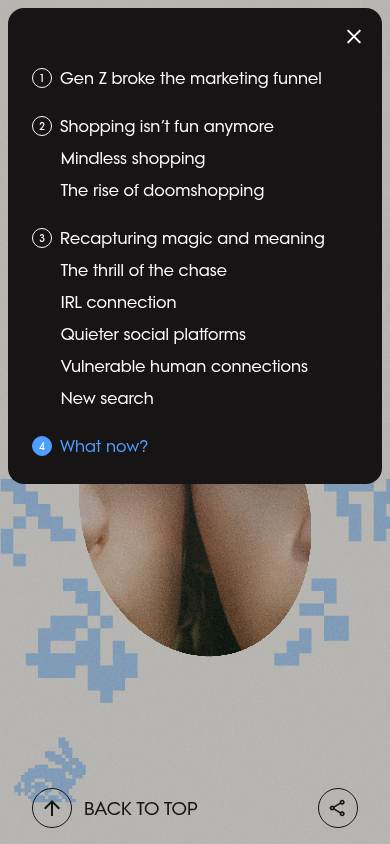 1 Gen Z broke the marketing funnel
2 Shopping isn’t fun anymore
Mindless shopping
The rise of doomshopping
3 Recapturing magic and meaning
The thrill of the chase
IRL connection
Quieter social platforms
Vulnerable human connections
New search
4 What now?
BACK TO TOP